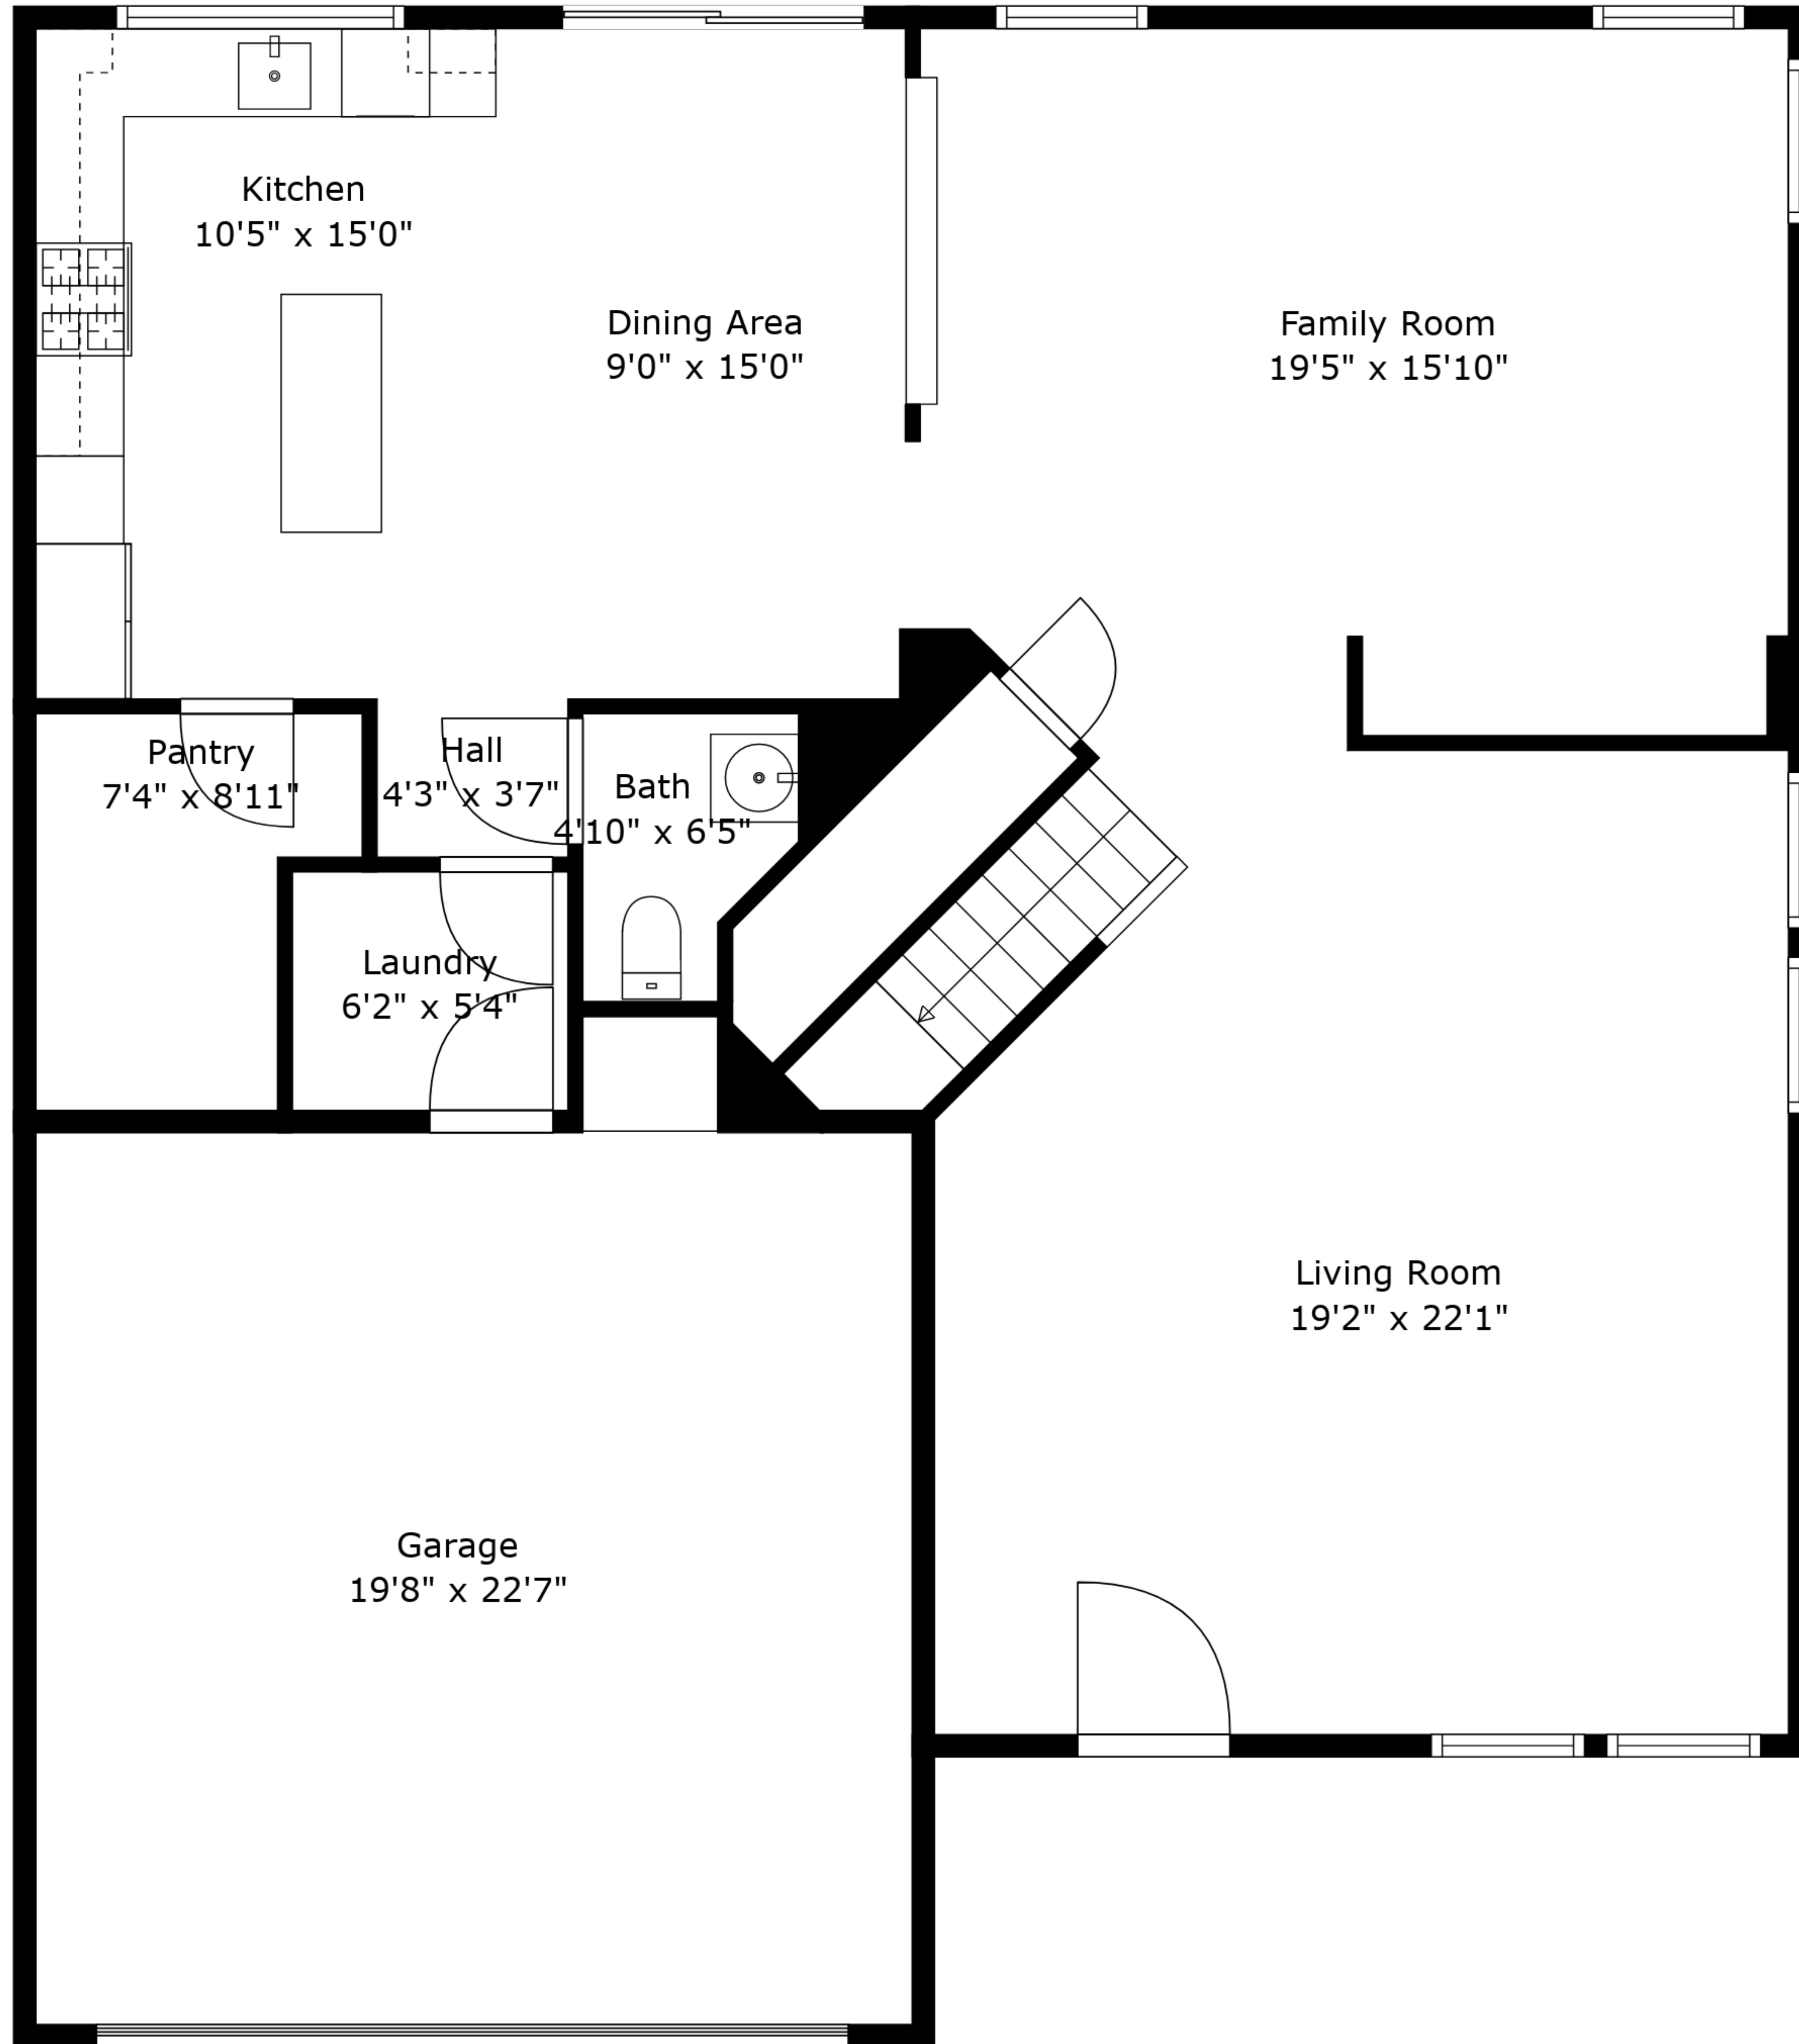 Kitchen
10'5" x 15'0"
Dining Area
9'0" x 15'0"
Family Room
19'5" x 15'10"
Pantry
7'4" x 8'11"
Hall
4'3" x 3'7"
Bath
4'10" x 6'5"
Laundry
6'2" x 5'4"
Living Room
19'2" x 22'1"
Garage
19'8" x 22'7"